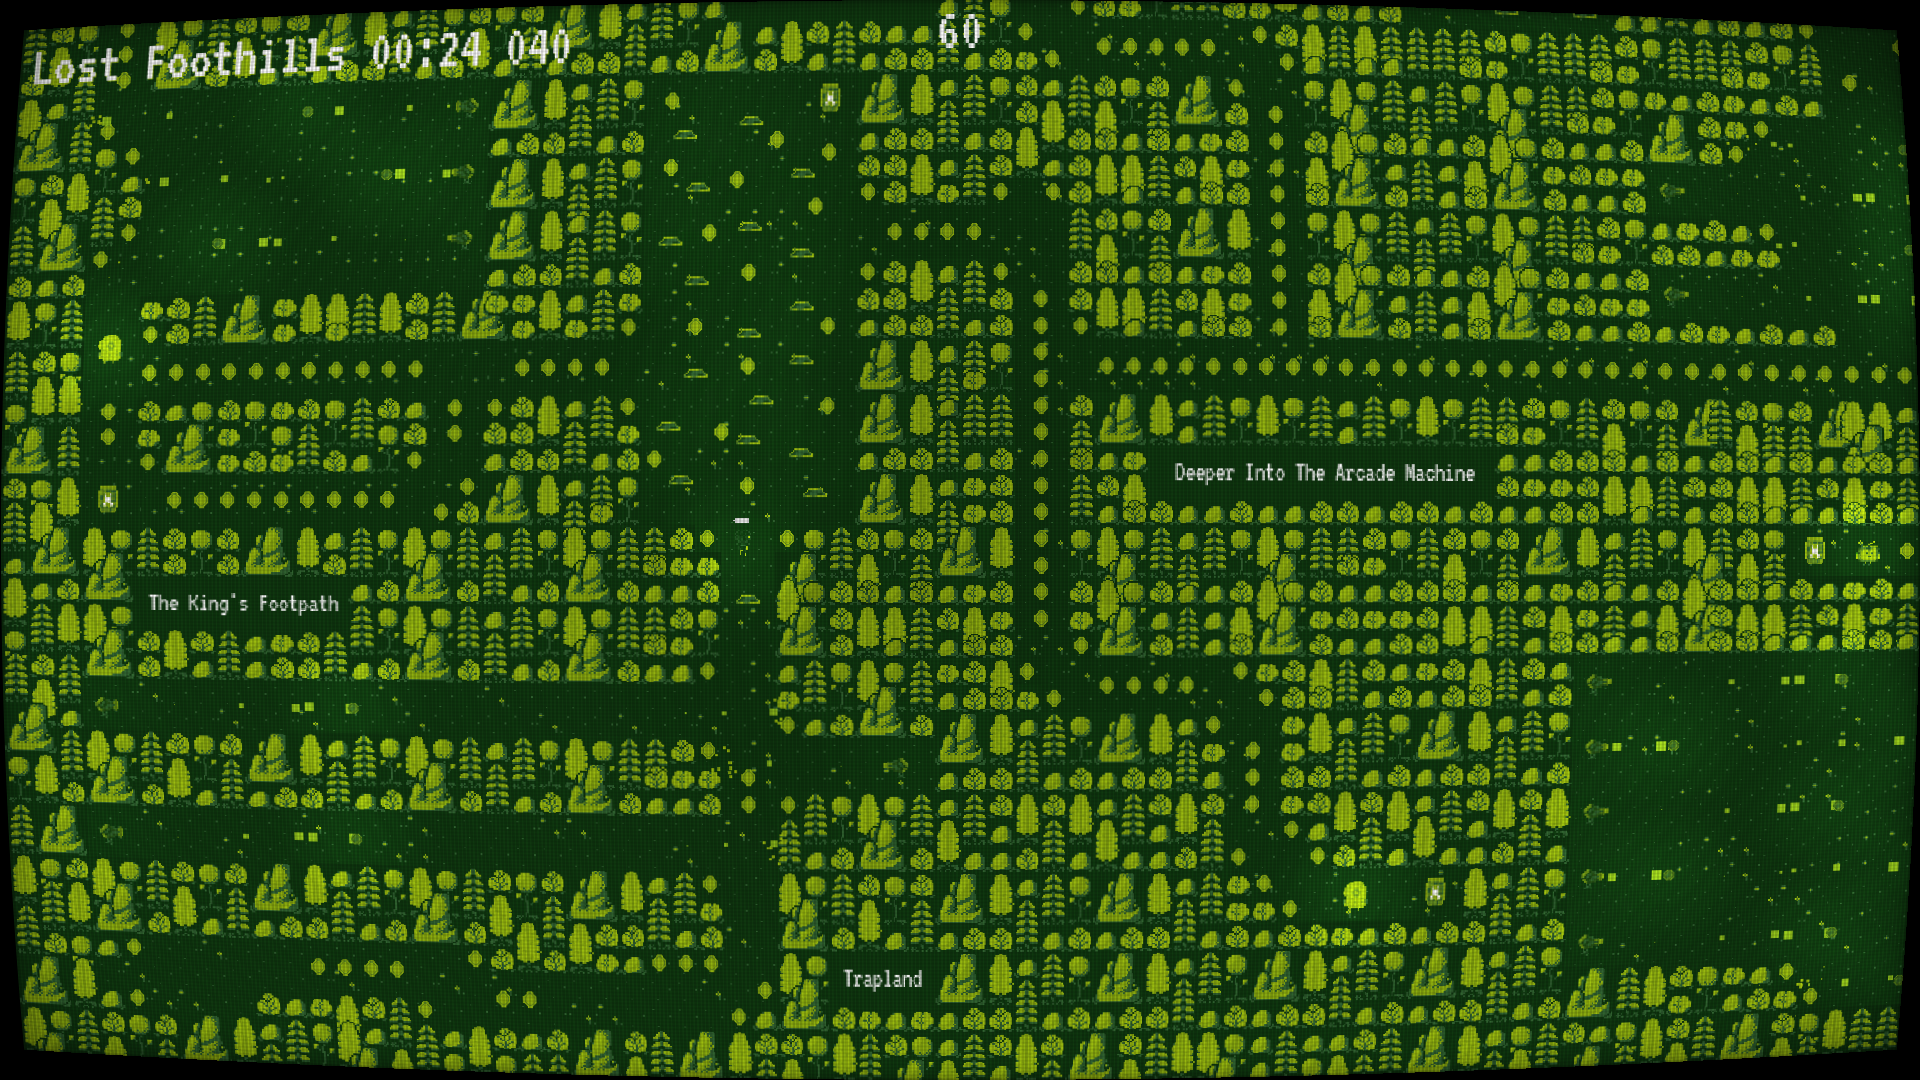 Lost Foothills 00:24 040
60
Deeper Into The Arcade Machine
The King's Footpath
Trapland